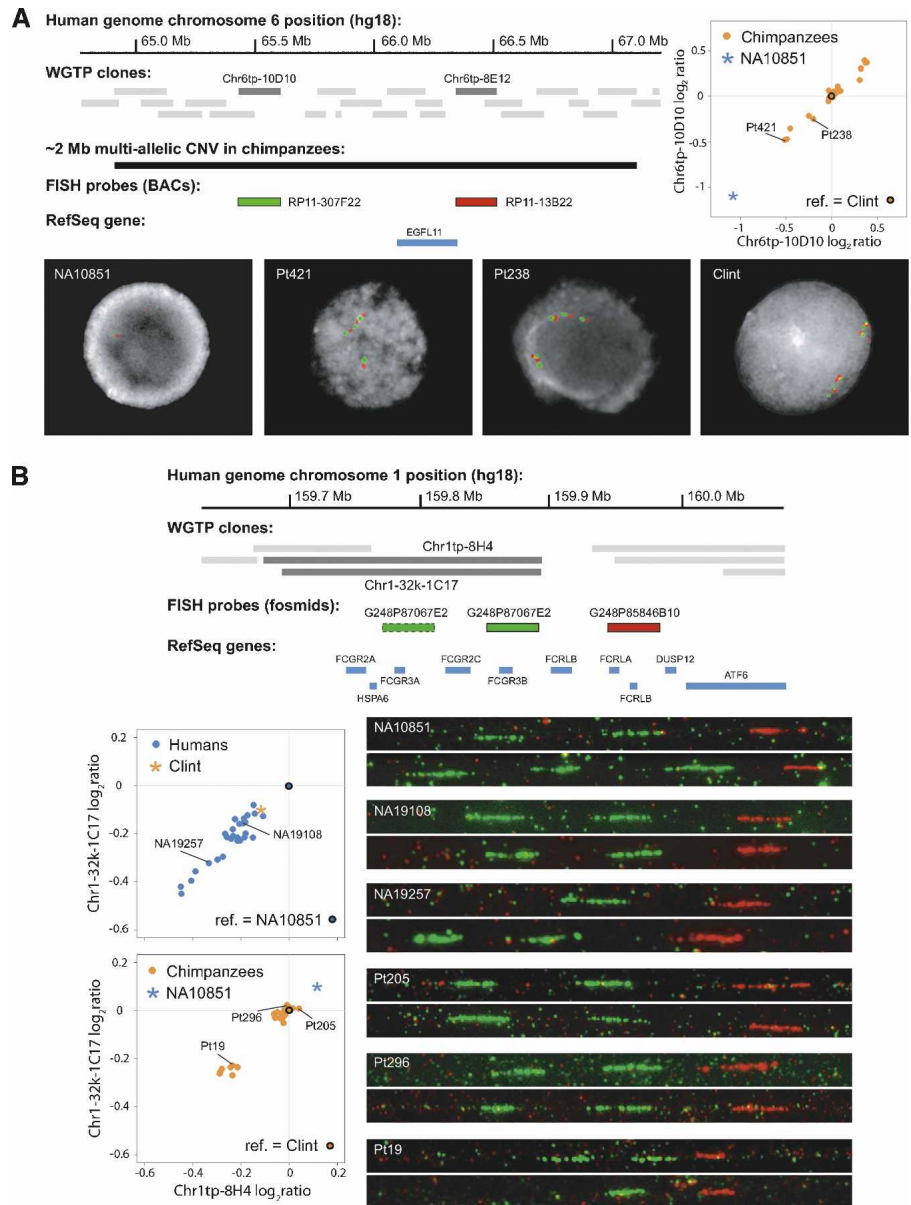 A
Human genome chromosome 6 position (hg18):
65.0 Mb 65.5 Mb 66.0 Mb 66.5 Mb 67.0 Mb
WGTP clones:
Chr6tp-10D10 Chr6tp-8E12
~2 Mb multi-allelic CNV in chimpanzees:
FISH probes (BACs):
RP11-307F22 RP11-13B22
RefSeq gene:
EGFL11
Chr6tp-10D10 log2 ratio
0.5
0
-0.5
-1
Chimpanzees
NA10851
Pt421
Pt238
ref. = Clint
-1 -0.5 0 0.5
Chr6tp-10D10 log2 ratio
NA10851 Pt421 Pt238 Clint
B
Human genome chromosome 1 position (hg18):
159.7 Mb 159.8 Mb 159.9 Mb 160.0 Mb
WGTP clones:
Chr1tp-8H4
Chr1-32k-1C17
FISH probes (fosmids):
G248P87067E2 G248P87067E2 G248P85846B10
RefSeq genes:
FCGR2A FCGR2C FCRLB FCRLA DUSP12 ATF6
HSPA6 FCGR3A FCGR3B FCRLB
Chr1-32k-1C17 log2 ratio
0.2
0
-0.2
-0.4
-0.6
Humans
Clint
NA19108
NA19257
ref. = NA10851
Chr1-32k-1C17 log2 ratio
0.2
0
-0.2
-0.4
-0.6
Chimpanzees
NA10851
Pt296
Pt205
Pt19
ref. = Clint
-0.6 -0.4 -0.2 0 0.2
Chr1tp-8H4 log2 ratio
NA10851
NA19108
NA19257
Pt205
Pt296
Pt19